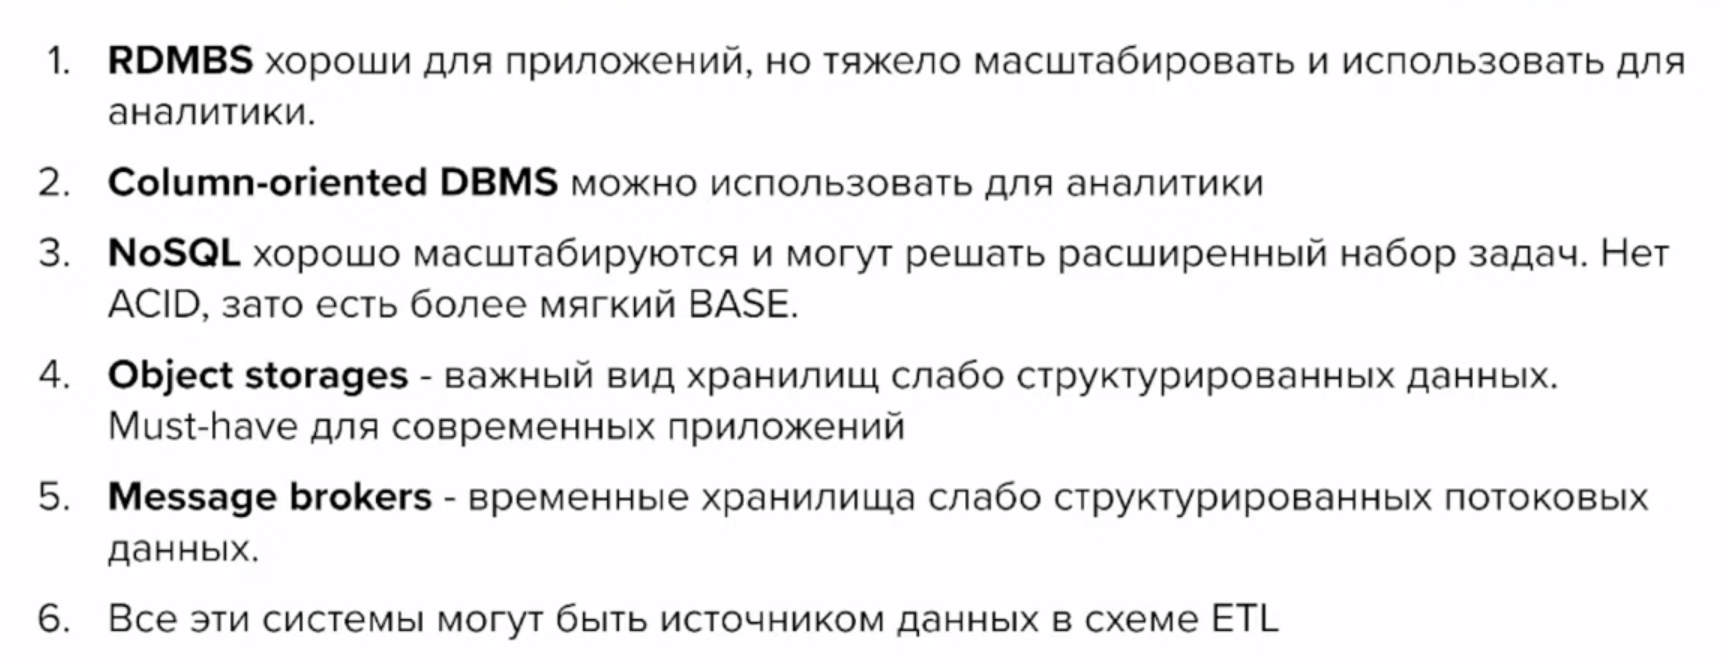 1. RDMBS хороши для приложений, но тяжело масштабировать и использовать для
аналитики.
2. Column-oriented DBMS можно использовать для аналитики
3. NoSQL хорошо масштабируются и могут решать расширенный набор задач. Нет
ACID, зато есть более мягкий BASE.
4. Object storages - важный вид хранилищ слабо структурированных данных.
Must-have для современных приложений
5. Message brokers - временные хранилища слабо структурированных потоковых
данных.
6. Все эти системы могут быть источником данных в схеме ETL